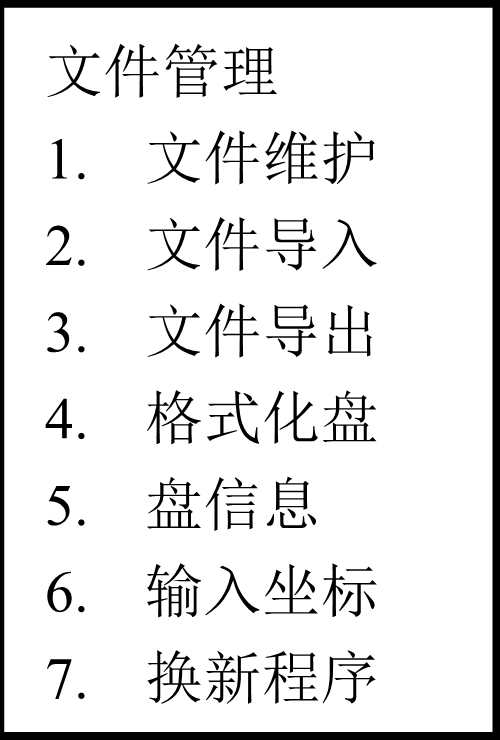 文件管理
1. 文件维护
2. 文件导入
3. 文件导出
4. 格式化盘
5. 盘信息
6. 输入坐标
7. 换新程序